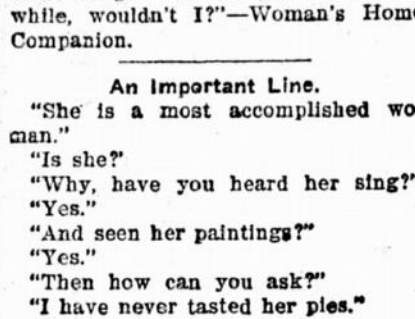 while, wouldn't I?"—Woman's Home
Companion.
An Important Line.
"She is a most accomplished wo
man."
"Is she?'
"Why, have you heard her sing?"
"Yes."
"And seen her paintings?"
"Yes."
"Then how can you ask?"
"I have never tasted her pies."